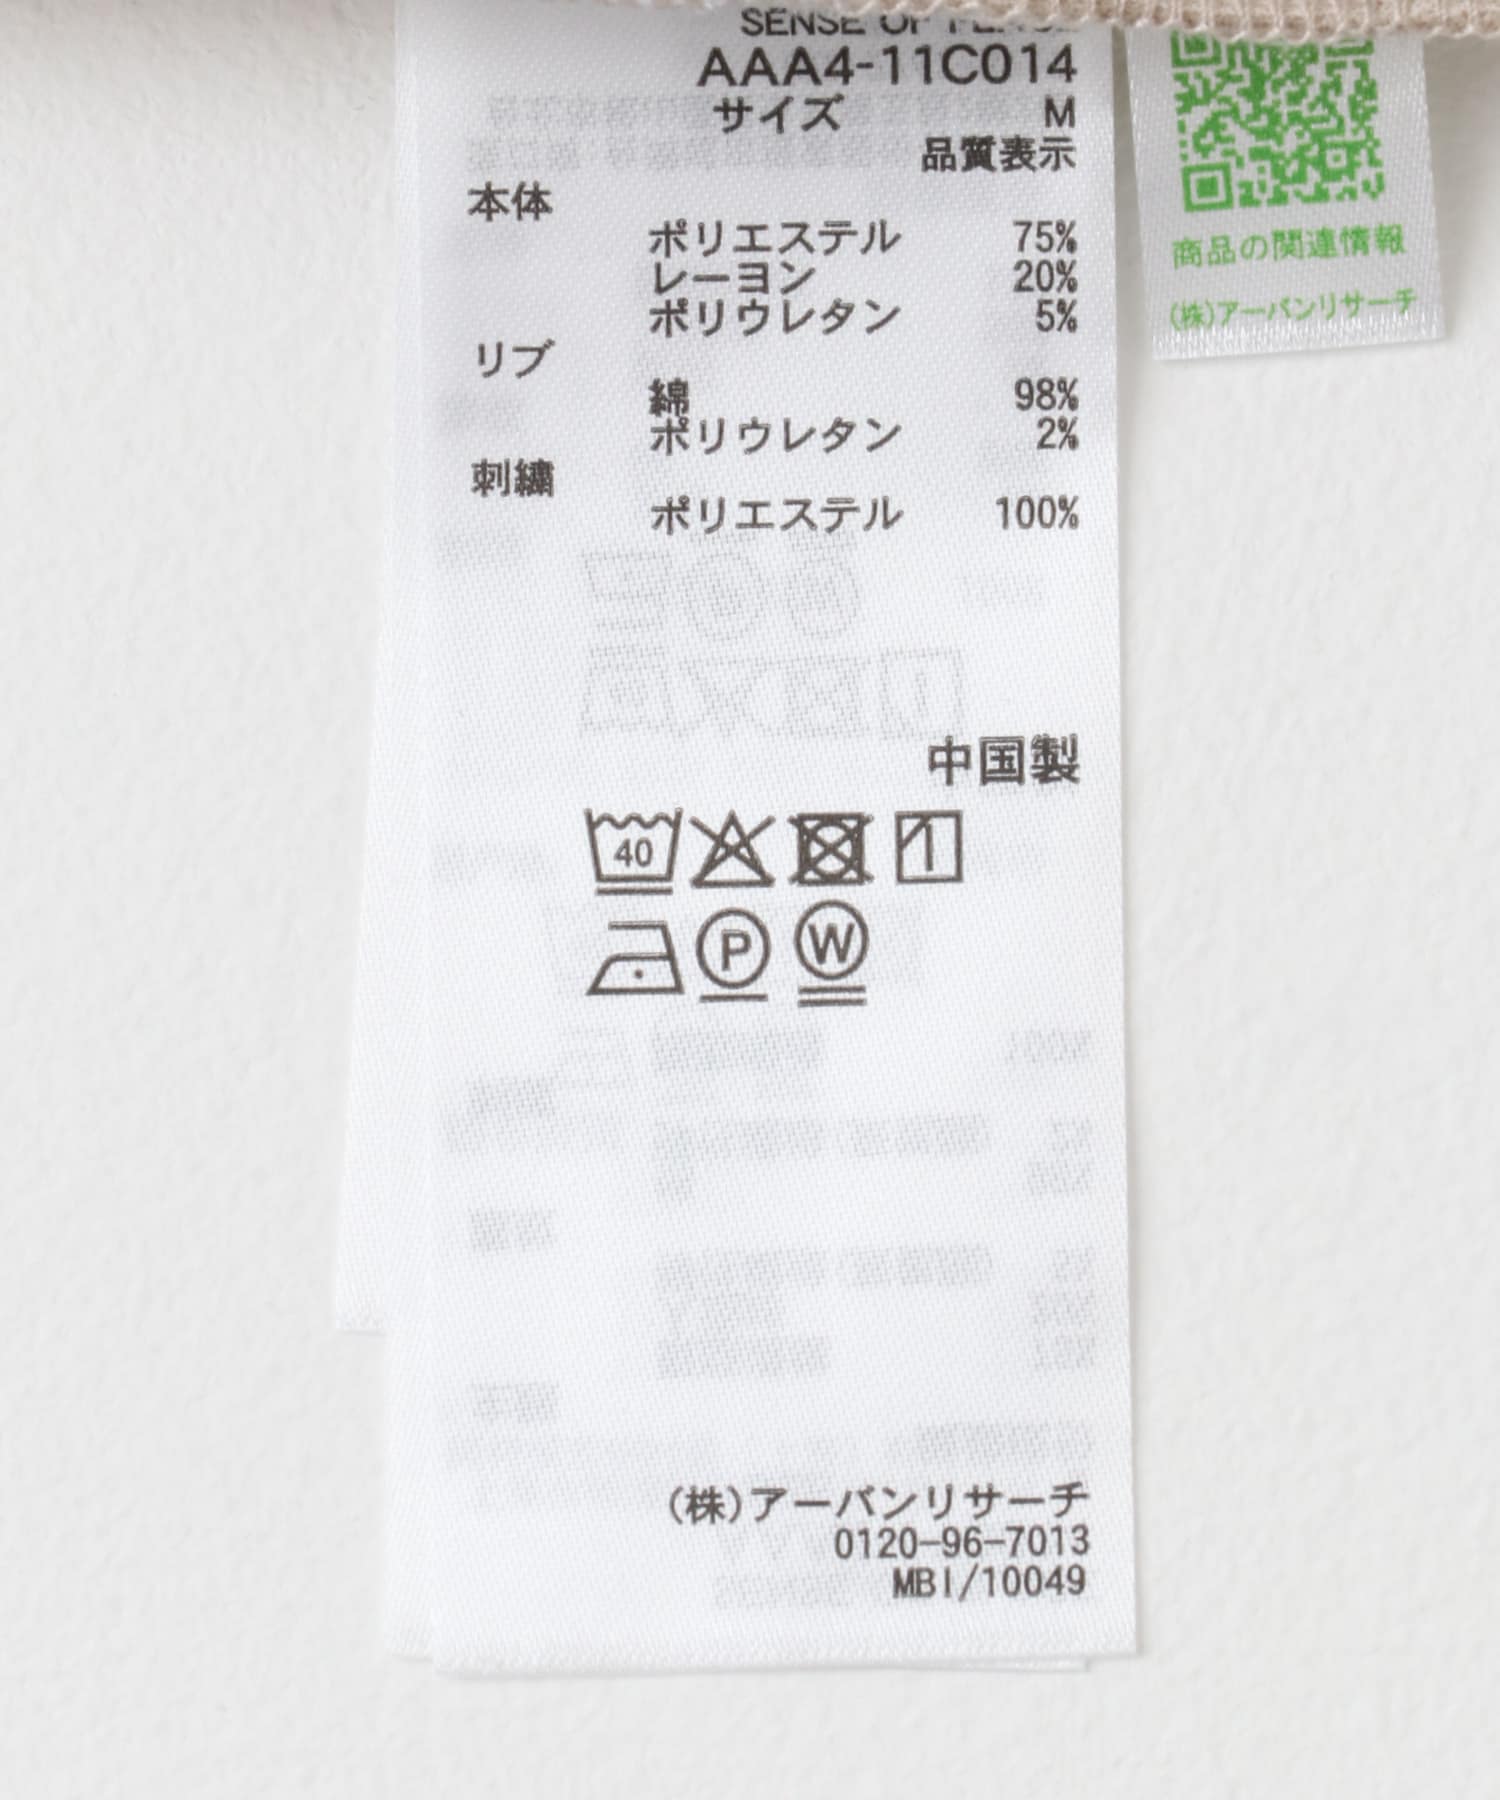 SENSE OF PLACE
AAA4-11C014
サイズ M
品質表示
本体
ポリエステル 75%
レーヨン 20%
ポリウレタン 5%
リブ
綿 98%
ポリウレタン 2%
刺繍
ポリエステル 100%
中国製
40
P W
(株)アーバンリサーチ
0120-96-7013
MBI/10049
商品の関連情報
(株)アーバンリサーチ